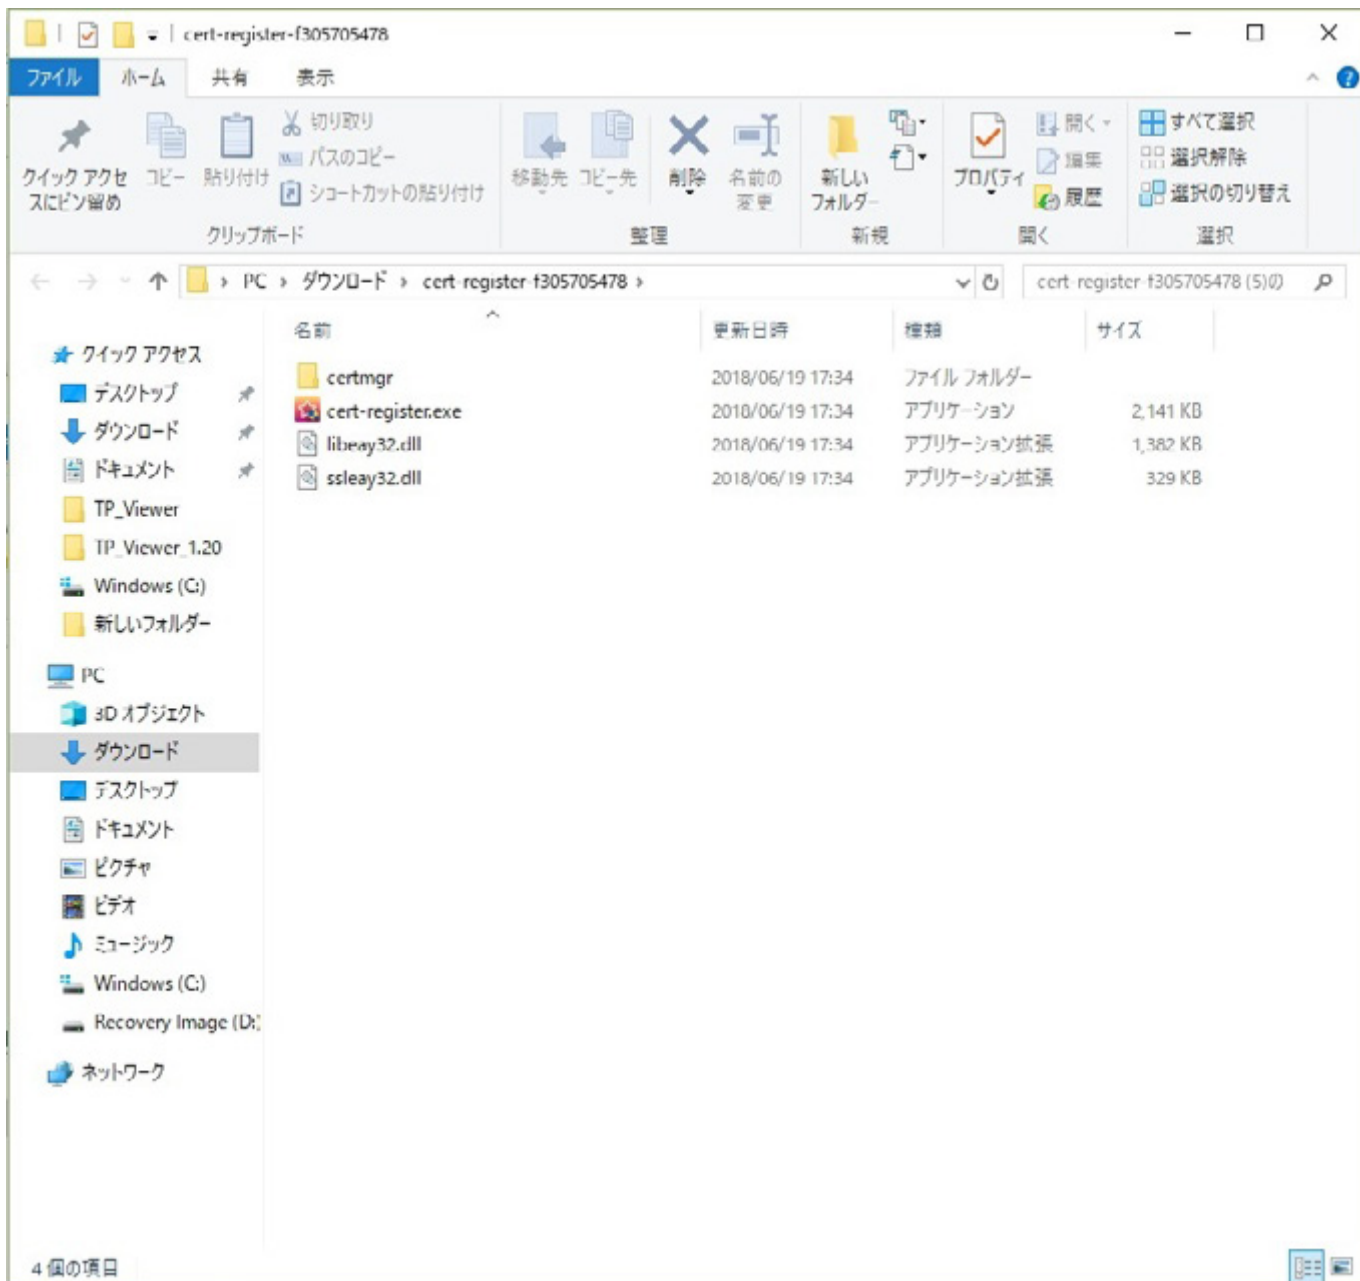 cert-register-f305705478
ファイル ホーム 共有 表示
クイック アクセスにピン留め
コピー
貼り付け
切り取り
パスのコピー
ショートカットの貼り付け
クリップボード
移動先
コピー先
削除
名前の変更
整理
新しいフォルダー
新規
プロパティ
開く
編集
履歴
開く
すべて選択
選択解除
選択の切り替え
選択
PC › ダウンロード › cert-register-f305705478 ›
cert-register-f305705478 (5)の
名前 更新日時 種類 サイズ
certmgr 2018/06/19 17:34 ファイル フォルダー
cert-register.exe 2018/06/19 17:34 アプリケーション 2,141 KB
libeay32.dll 2018/06/19 17:34 アプリケーション拡張 1,382 KB
ssleay32.dll 2018/06/19 17:34 アプリケーション拡張 329 KB
クイック アクセス
デスクトップ
ダウンロード
ドキュメント
TP_Viewer
TP_Viewer_1.20
Windows (C:)
新しいフォルダー
PC
3D オブジェクト
ダウンロード
デスクトップ
ドキュメント
ピクチャ
ビデオ
ミュージック
Windows (C:)
Recovery Image (D:)
ネットワーク
4 個の項目